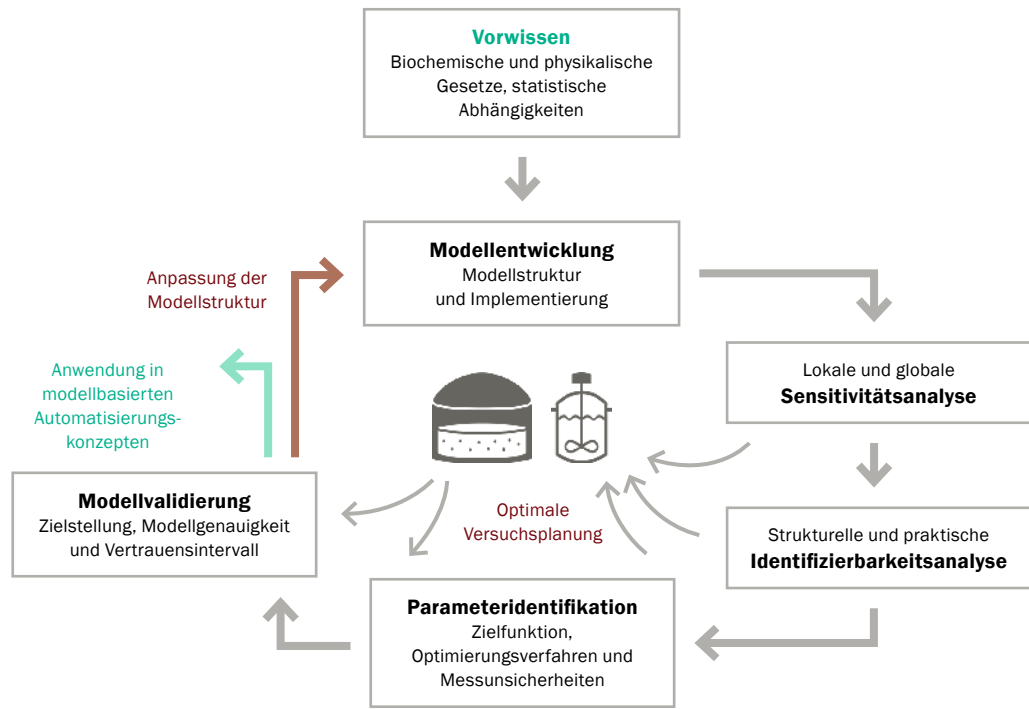 Vorwissen
Biochemische und physikalische
Gesetze, statistische
Abhängigkeiten
Modellentwicklung
Modellstruktur
und Implementierung
Anpassung der
Modellstruktur
Lokale und globale
Sensitivitätsanalyse
Anwendung in
modellbasierten
Automatisierungs-
konzepten
Modellvalidierung
Zielstellung, Modellgenauigkeit
und Vertrauensintervall
Optimale
Versuchsplanung
Strukturelle und praktische
Identifizierbarkeitsanalyse
Parameteridentifikation
Zielfunktion,
Optimierungsverfahren und
Messunsicherheiten